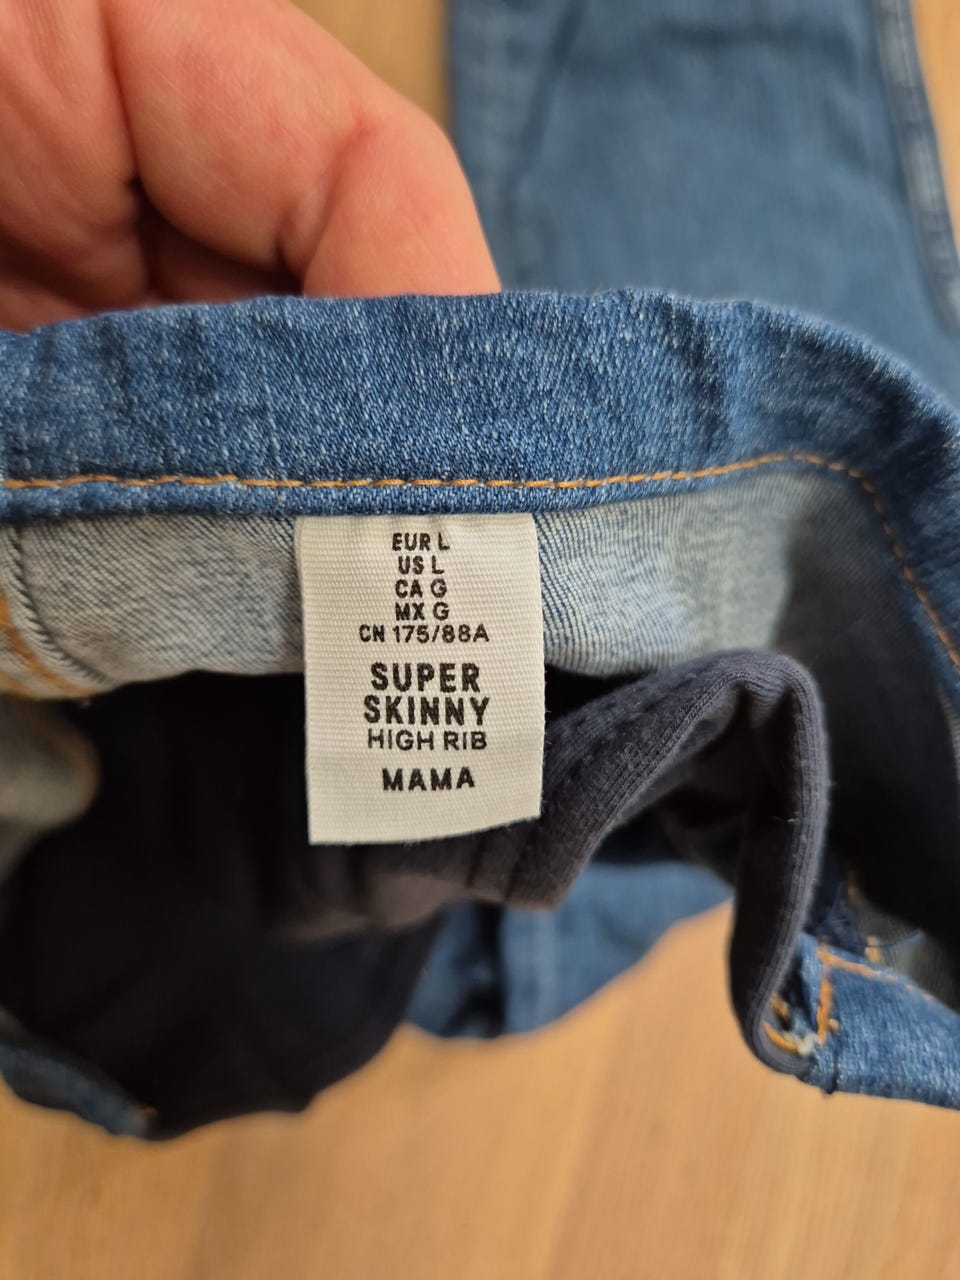 EUR L
US L
CA G
MX G
CN 175/88A
SUPER
SKINNY
HIGH RIB
MAMA